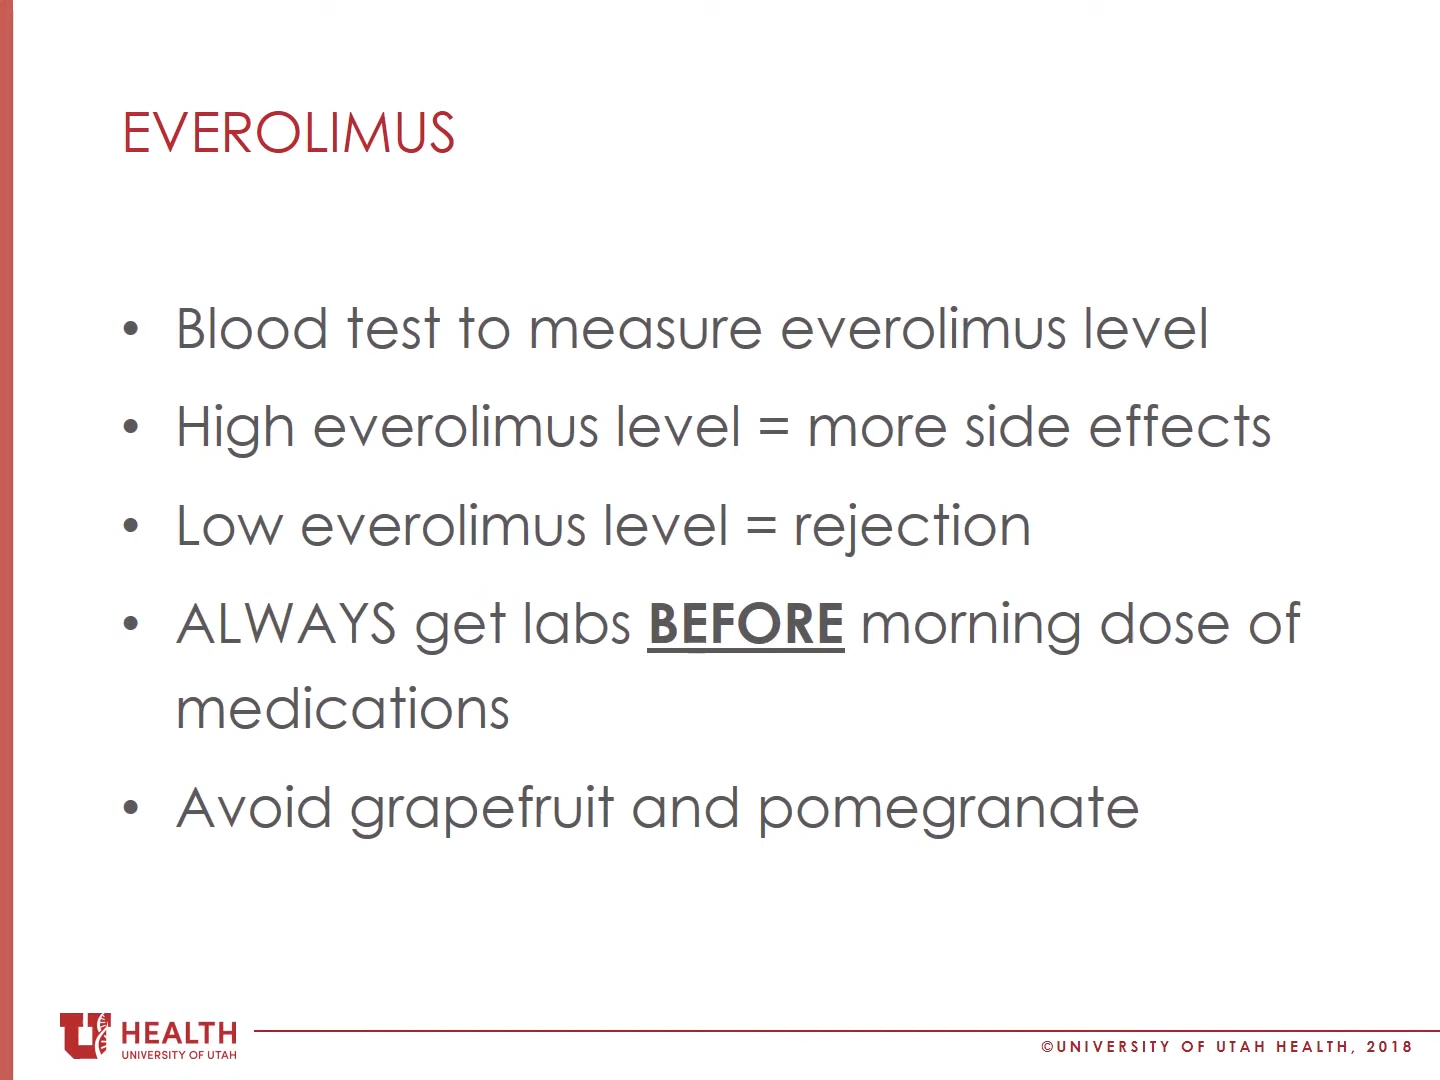 EVEROLIMUS
• Blood test to measure everolimus level
• High everolimus level = more side effects
• Low everolimus level = rejection
• ALWAYS get labs BEFORE morning dose of
medications
• Avoid grapefruit and pomegranate
U HEALTH
UNIVERSITY OF UTAH
©UNIVERSITY OF UTAH HEALTH, 2018